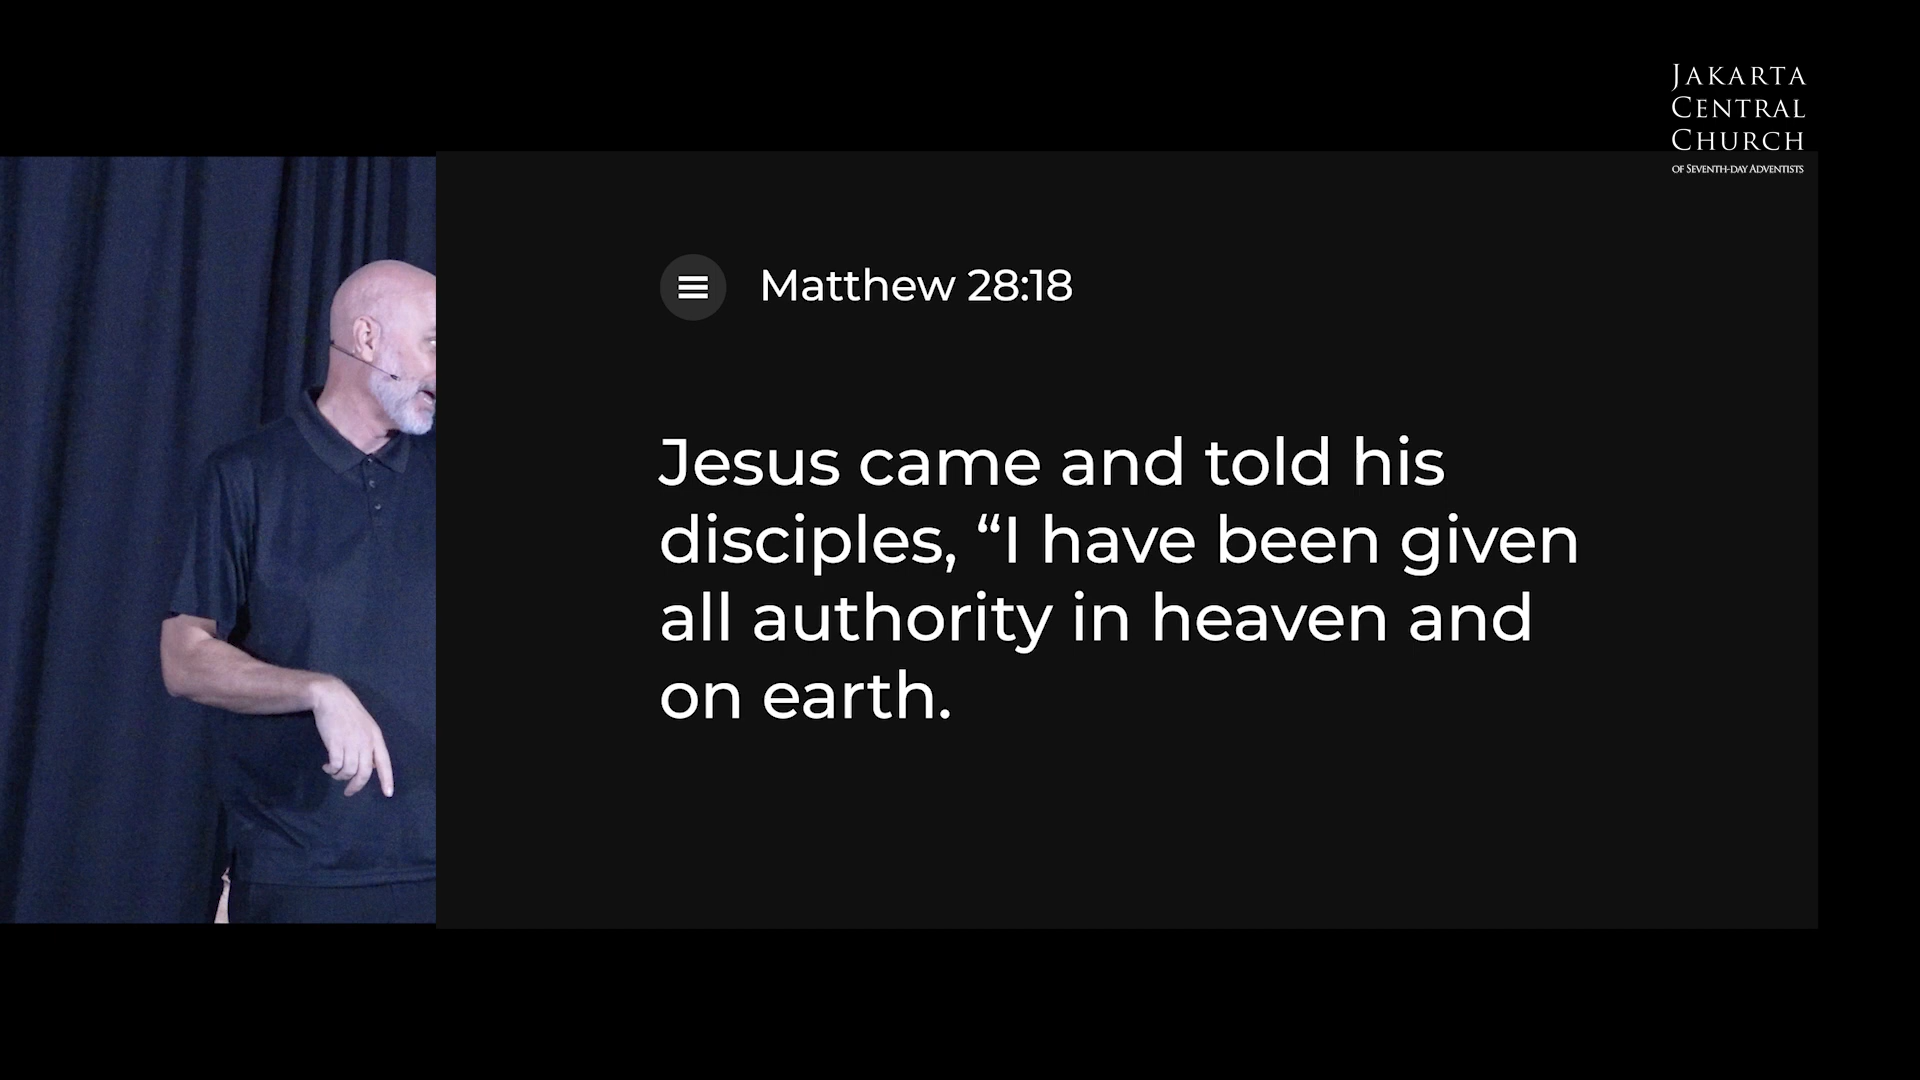 JAKARTA
CENTRAL
CHURCH
OF SEVENTH-DAY ADVENTISTS
Matthew 28:18
Jesus came and told his
disciples, “I have been given
all authority in heaven and
on earth.